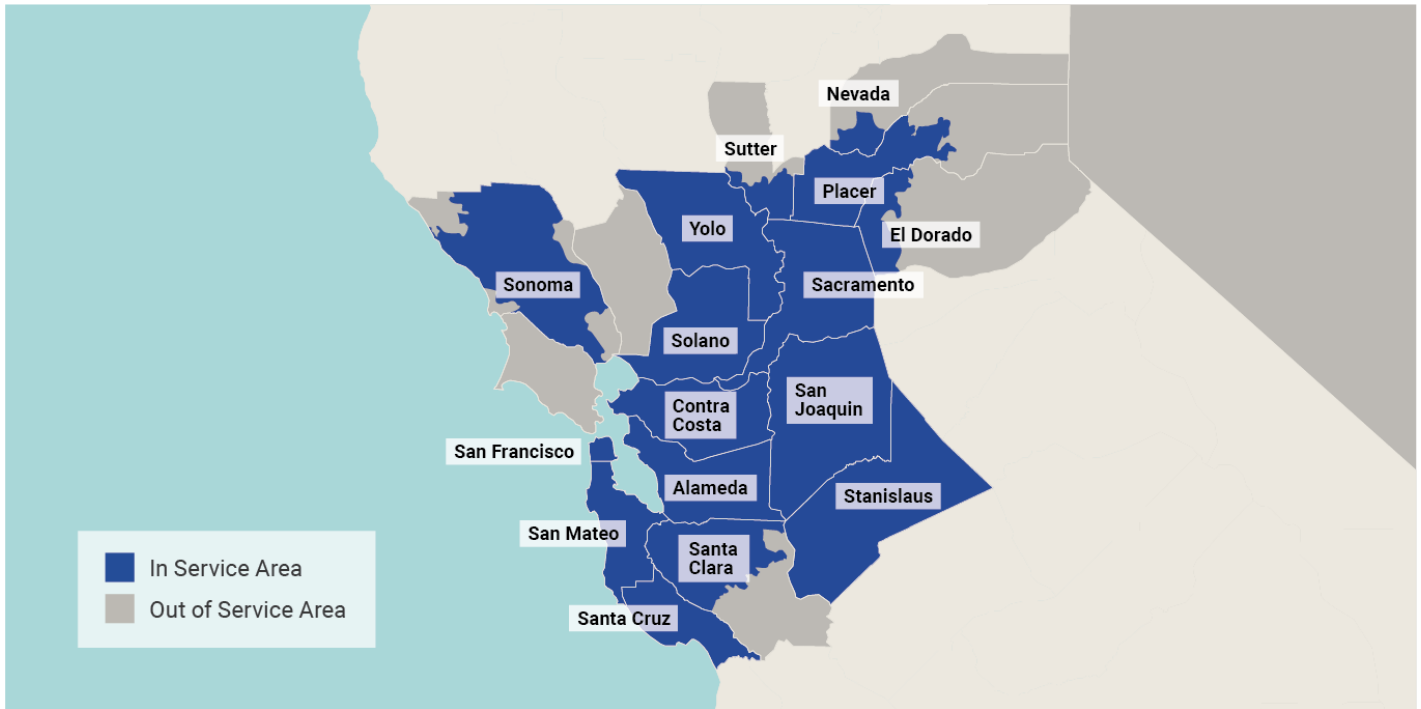 Nevada
Sutter
Placer
Yolo
El Dorado
Sonoma
Sacramento
Solano
San
Joaquin
Contra
Costa
San Francisco
Alameda
Stanislaus
San Mateo
Santa
Clara
In Service Area
Out of Service Area
Santa Cruz